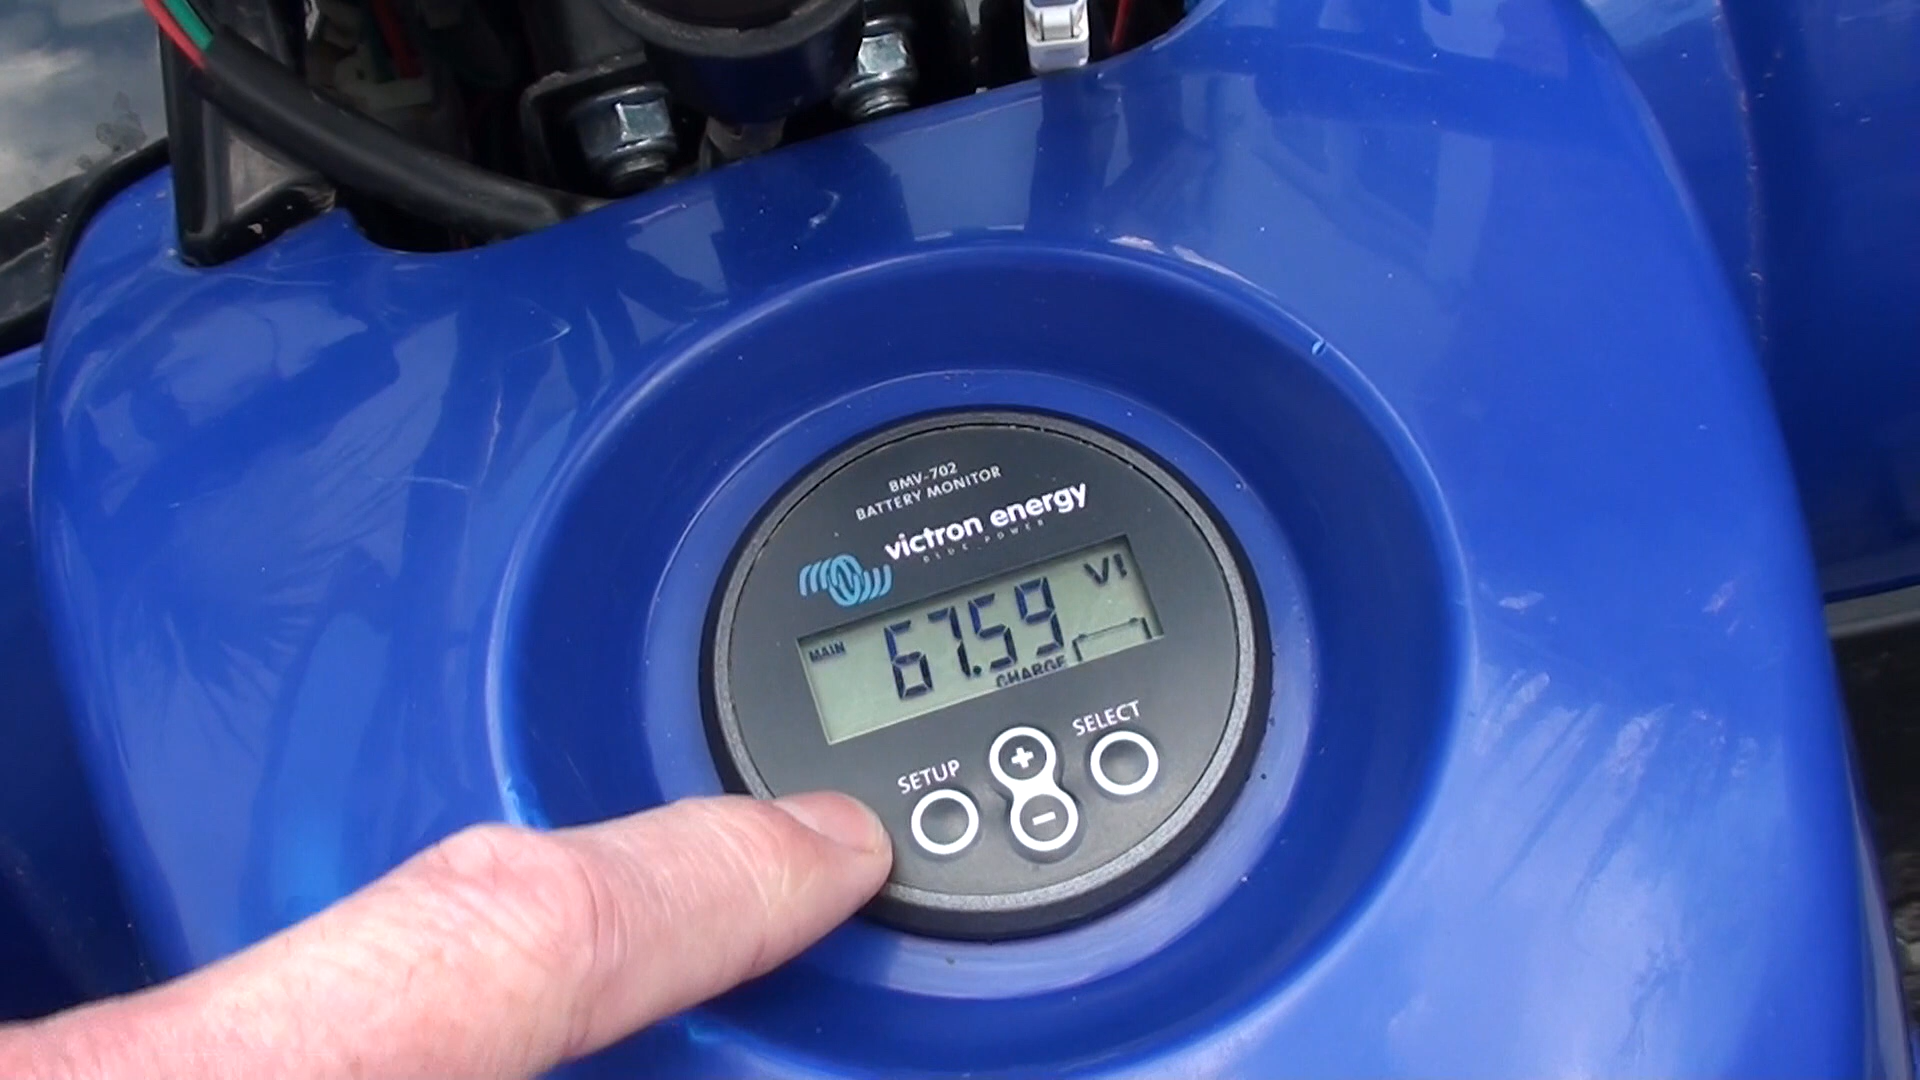 BMV-702
BATTERY MONITOR
victron energy
BLUE POWER
MAIN 67.59 V
CHARGE
SETUP + SELECT
-